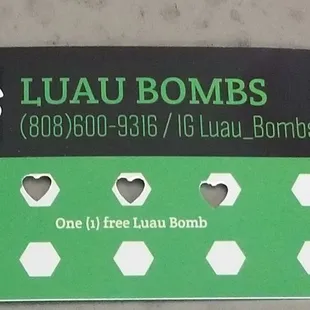 LUAU BOMBS
(808)600-9316 / IG Luau_Bombs
One (1) free Luau Bomb